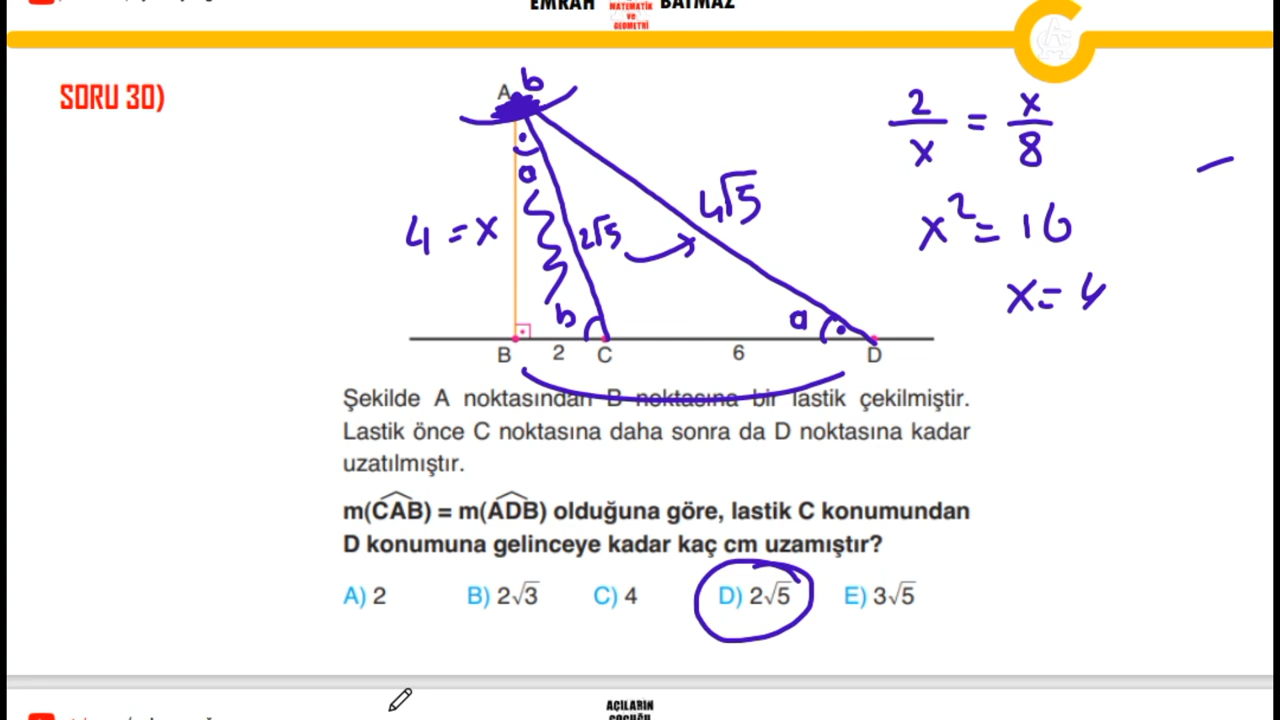 EMRAH MATEMATİK ve GEOMETRİ BATMAZ
SORU 30)
A b
2/x = x/8
a
4 = x 2√5 4√5
x² = 16
x = 4
b a
B 2 C 6 D
Şekilde A noktasından B noktasına bir lastik çekilmiştir.
Lastik önce C noktasına daha sonra da D noktasına kadar
uzatılmıştır.
m(CAB) = m(ADB) olduğuna göre, lastik C konumundan
D konumuna gelinceye kadar kaç cm uzamıştır?
A) 2 B) 2√3 C) 4 D) 2√5 E) 3√5
AÇILARIN
ÇOCUĞU